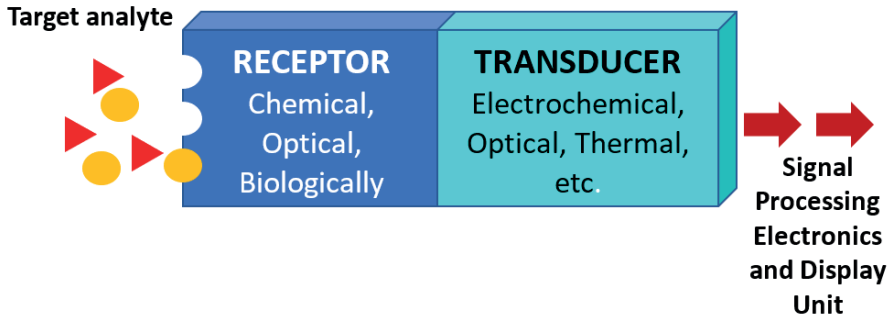 Target analyte
RECEPTOR
Chemical,
Optical,
Biologically
TRANSDUCER
Electrochemical,
Optical, Thermal,
etc.
Signal
Processing
Electronics
and Display
Unit